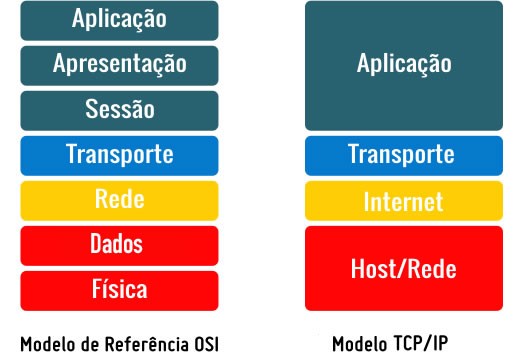 Aplicação
Apresentação
Sessão
Transporte
Rede
Dados
Física
Modelo de Referência OSI
Aplicação
Transporte
Internet
Host/Rede
Modelo TCP/IP